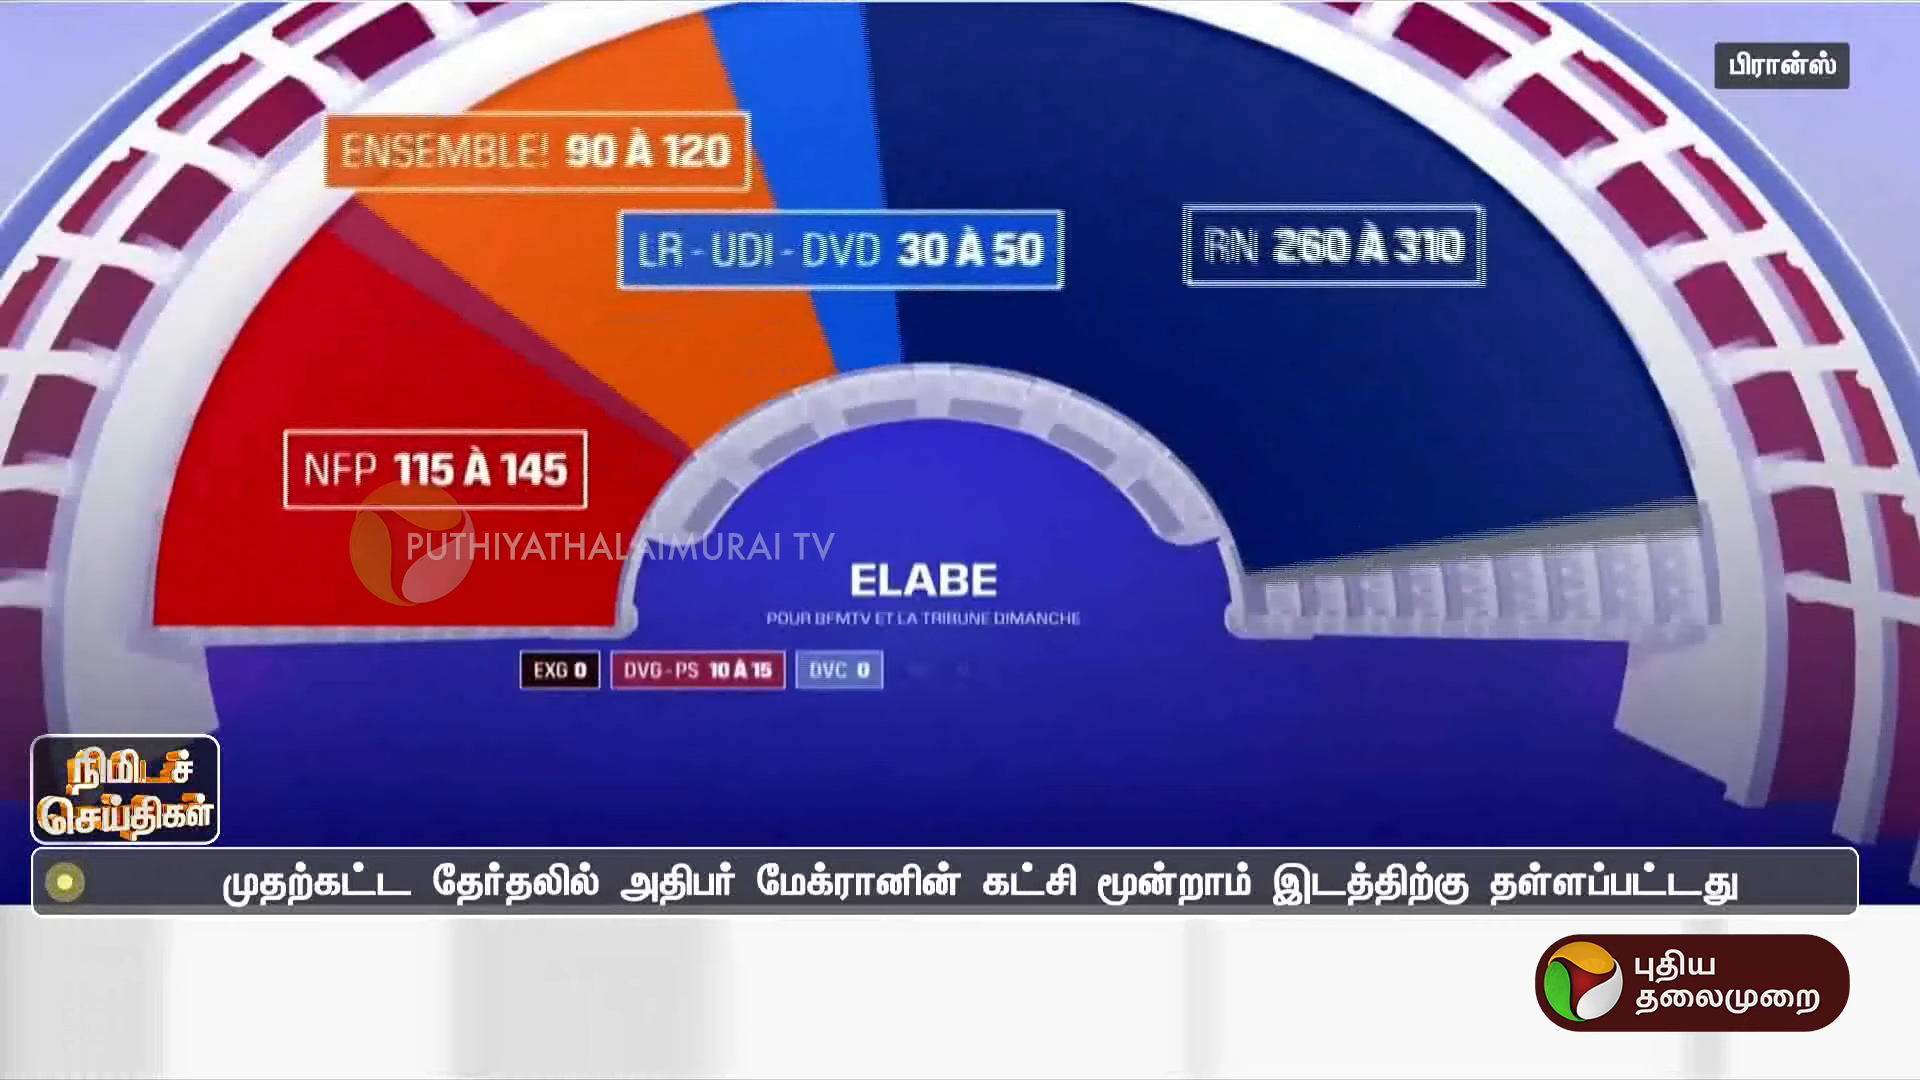 பிரான்ஸ்
ENSEMBLE! 90 À 120
LR - UDI - DVD 30 À 50
RN 260 À 310
NFP 115 À 145
PUTHIYATHALAIMURAI TV
ELABE
POUR BFMTV ET LA TRIBUNE DIMANCHE
EXG 0
DVG - PS 10 À 15
DVC 0
நிமிடச்
செய்திகள்
முதற்கட்ட தேர்தலில் அதிபர் மேக்ரானின் கட்சி மூன்றாம் இடத்திற்கு தள்ளப்பட்டது
புதிய
தலைமுறை